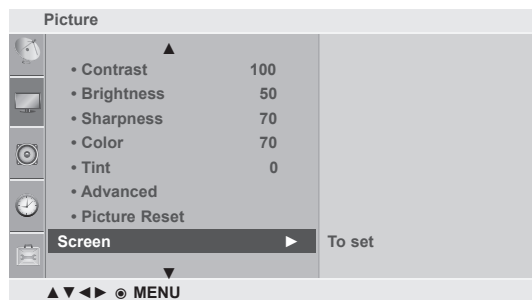 Picture
▲
• Contrast 100
• Brightness 50
• Sharpness 70
• Color 70
• Tint 0
• Advanced
• Picture Reset
Screen ► To set
▼
▲▼◄► ◉ MENU